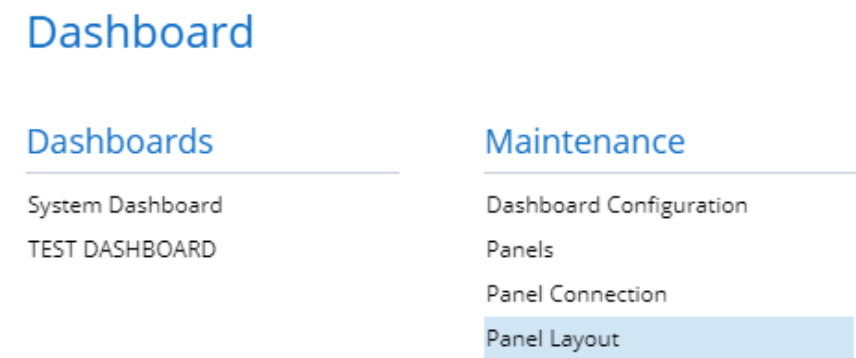 Dashboard
Dashboards
System Dashboard
TEST DASHBOARD
Maintenance
Dashboard Configuration
Panels
Panel Connection
Panel Layout